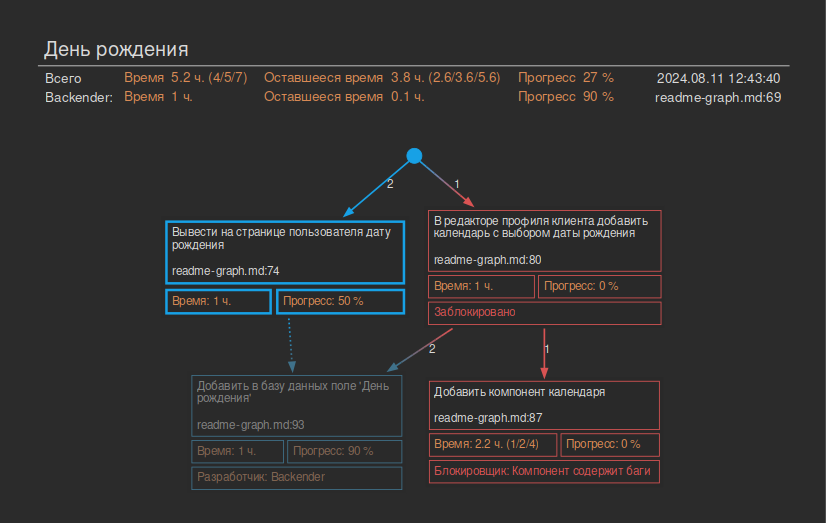 День рождения
Всего Время 5.2 ч. (4/5/7) Оставшееся время 3.8 ч. (2.6/3.6/5.6) Прогресс 27 % 2024.08.11 12:43:40
Backender: Время 1 ч. Оставшееся время 0.1 ч. Прогресс 90 % readme-graph.md:69
2
1
Вывести на странице пользователя дату
рождения
readme-graph.md:74
Время: 1 ч.
Прогресс: 50 %
В редакторе профиля клиента добавить
календарь с выбором даты рождения
readme-graph.md:80
Время: 1 ч.
Прогресс: 0 %
Заблокировано
2
1
Добавить в базу данных поле 'День
рождения'
readme-graph.md:93
Время: 1 ч.
Прогресс: 90 %
Разработчик: Backender
Добавить компонент календаря
readme-graph.md:87
Время: 2.2 ч. (1/2/4)
Прогресс: 0 %
Блокировщик: Компонент содержит баги